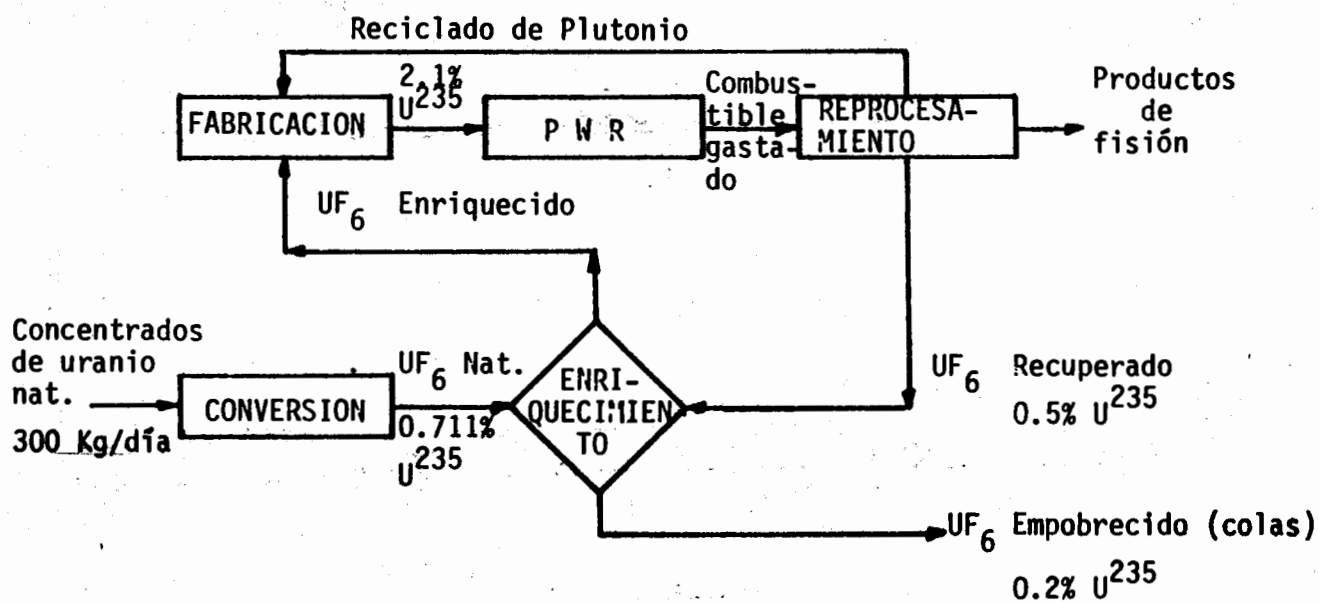 Reciclado de Plutonio
2.1%
U²³⁵
FABRICACION
P W R
Combus-
tible
gasta-
do
REPROCESA-
MIENTO
Productos
de
fisión
UF₆ Enriquecido
Concentrados
de uranio
nat.
300 Kg/día
CONVERSION
UF₆ Nat.
0.711%
U²³⁵
ENRI-
QUECIMIEN
TO
UF₆ Recuperado
0.5% U²³⁵
UF₆ Empobrecido (colas)
0.2% U²³⁵